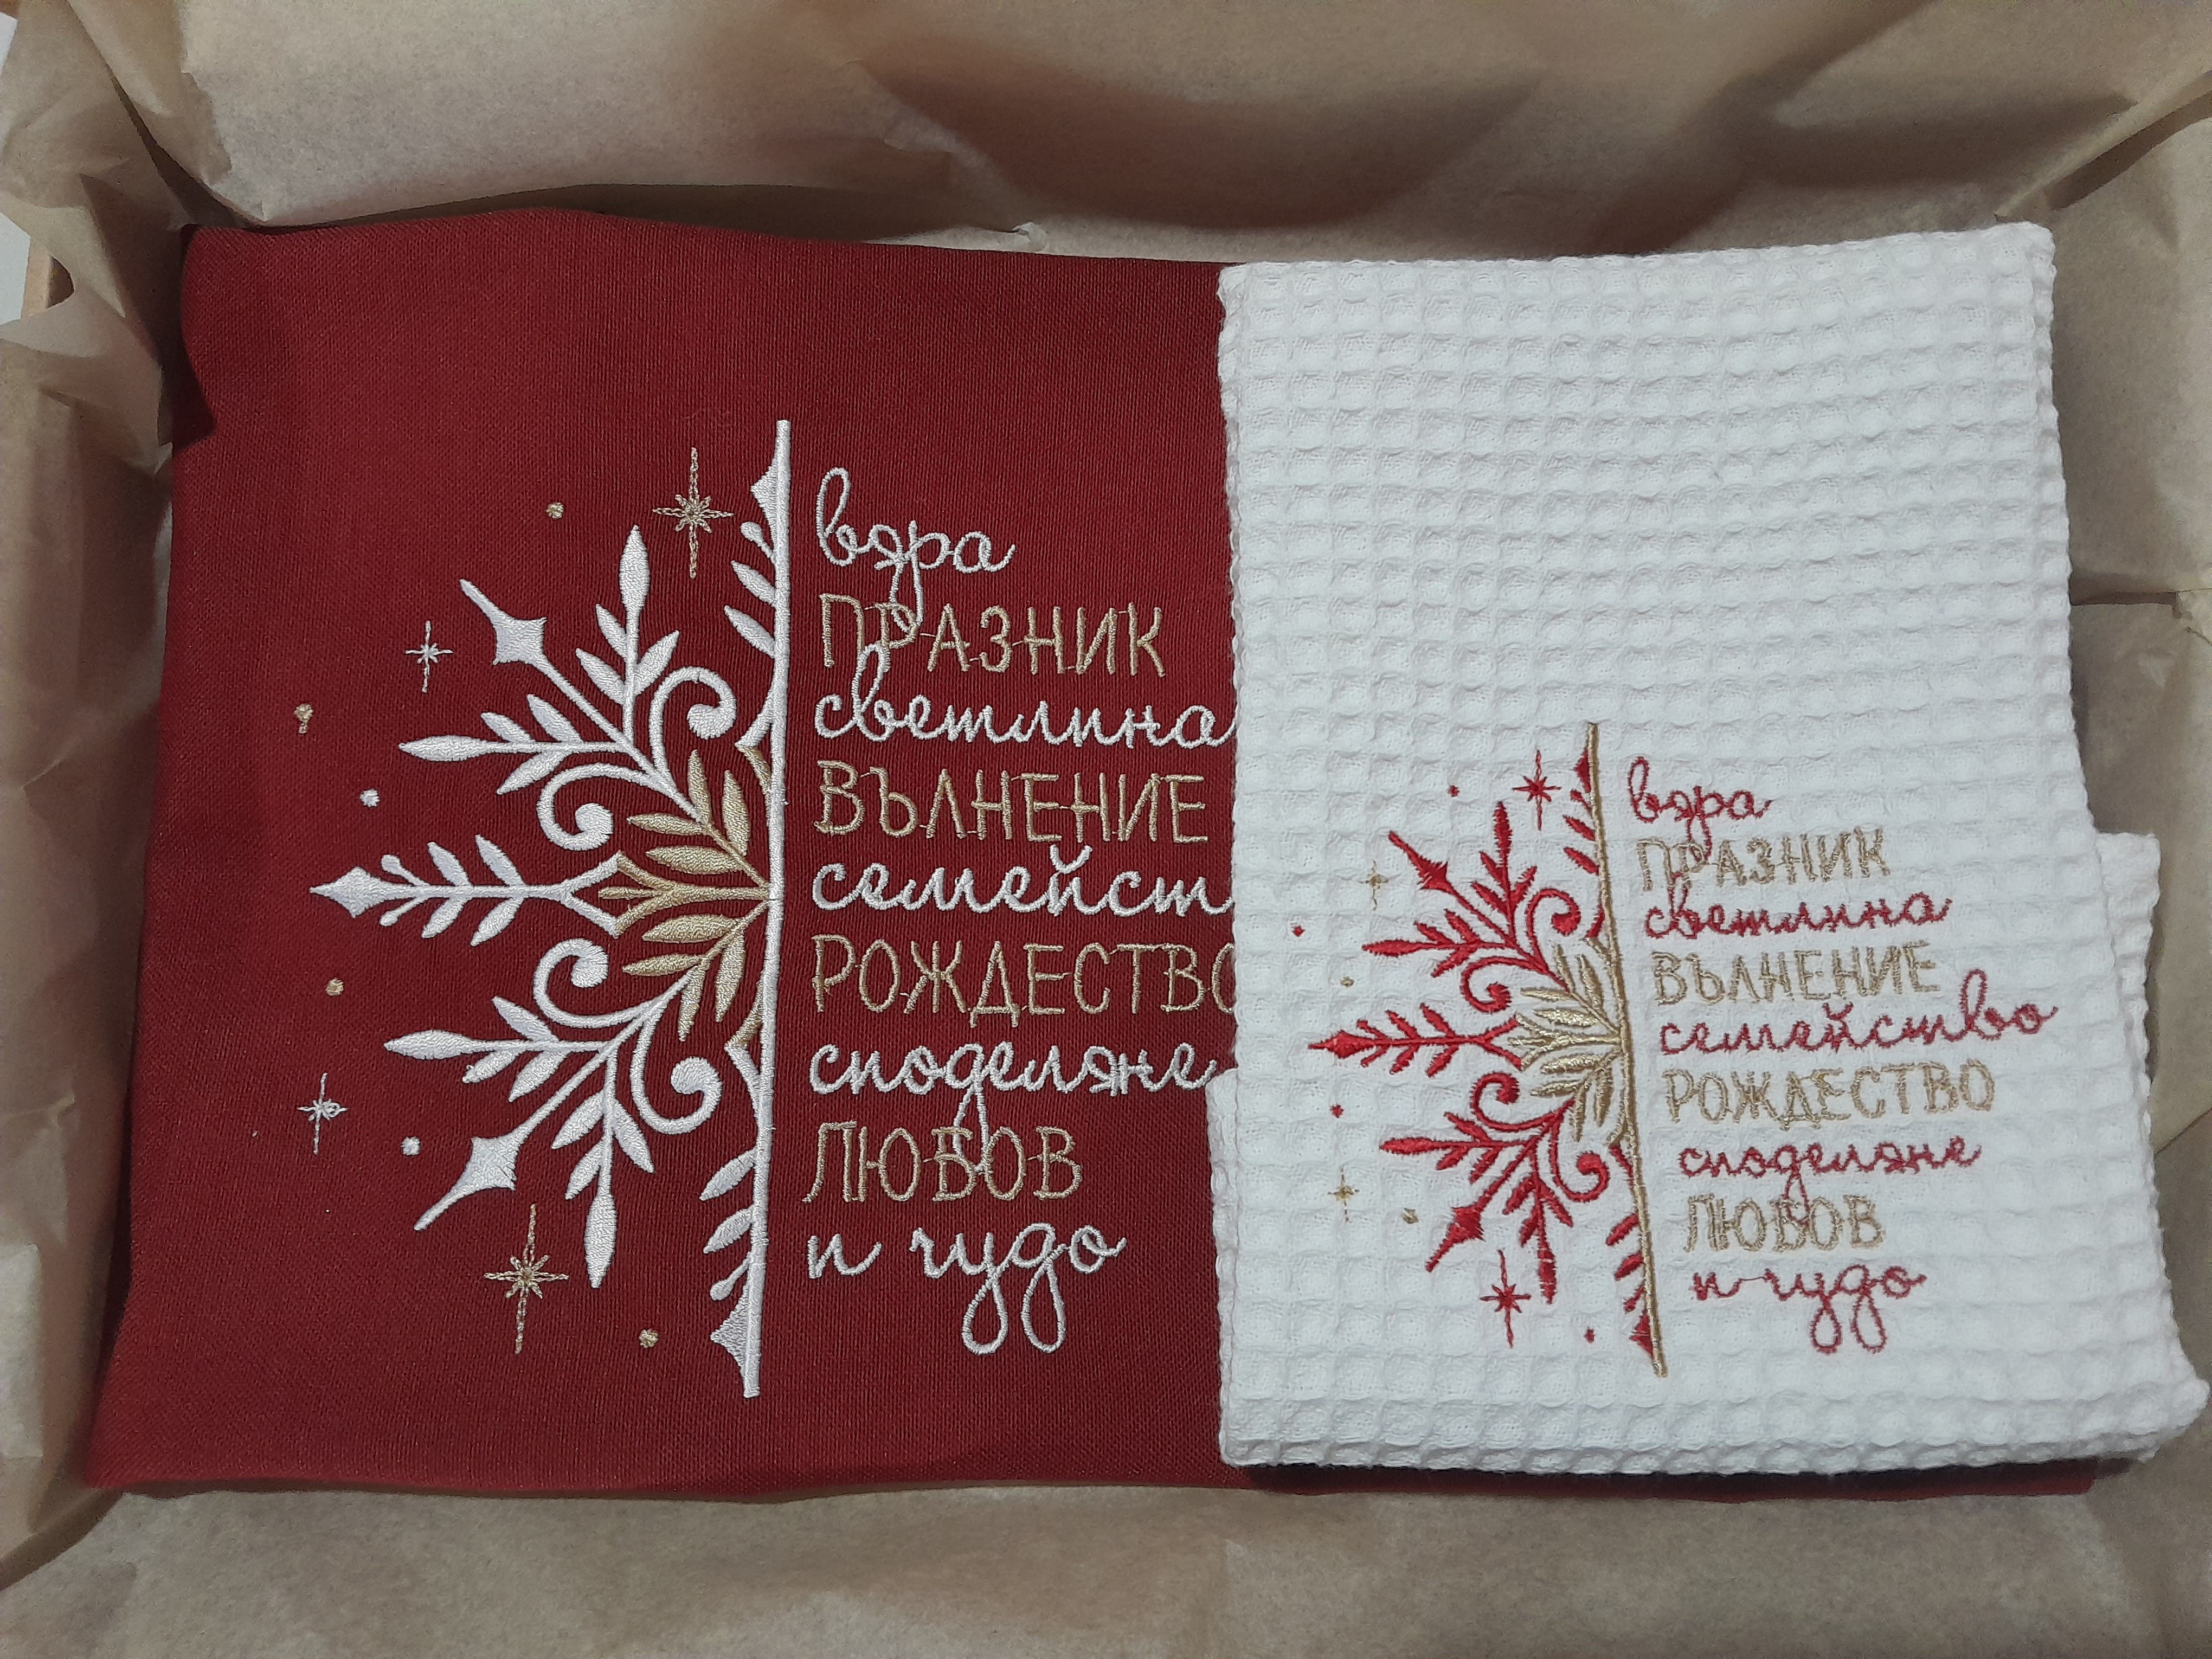 вяра
ПРАЗНИК
светлина
ВЪЛНЕНИЕ
семейст
РОЖДЕСТВО
споделяне
ЛЮБОВ
и чудо
вяра
ПРАЗНИК
светлина
ВЪЛНЕНИЕ
семейство
РОЖДЕСТВО
споделяне
ЛЮБОВ
и чудо